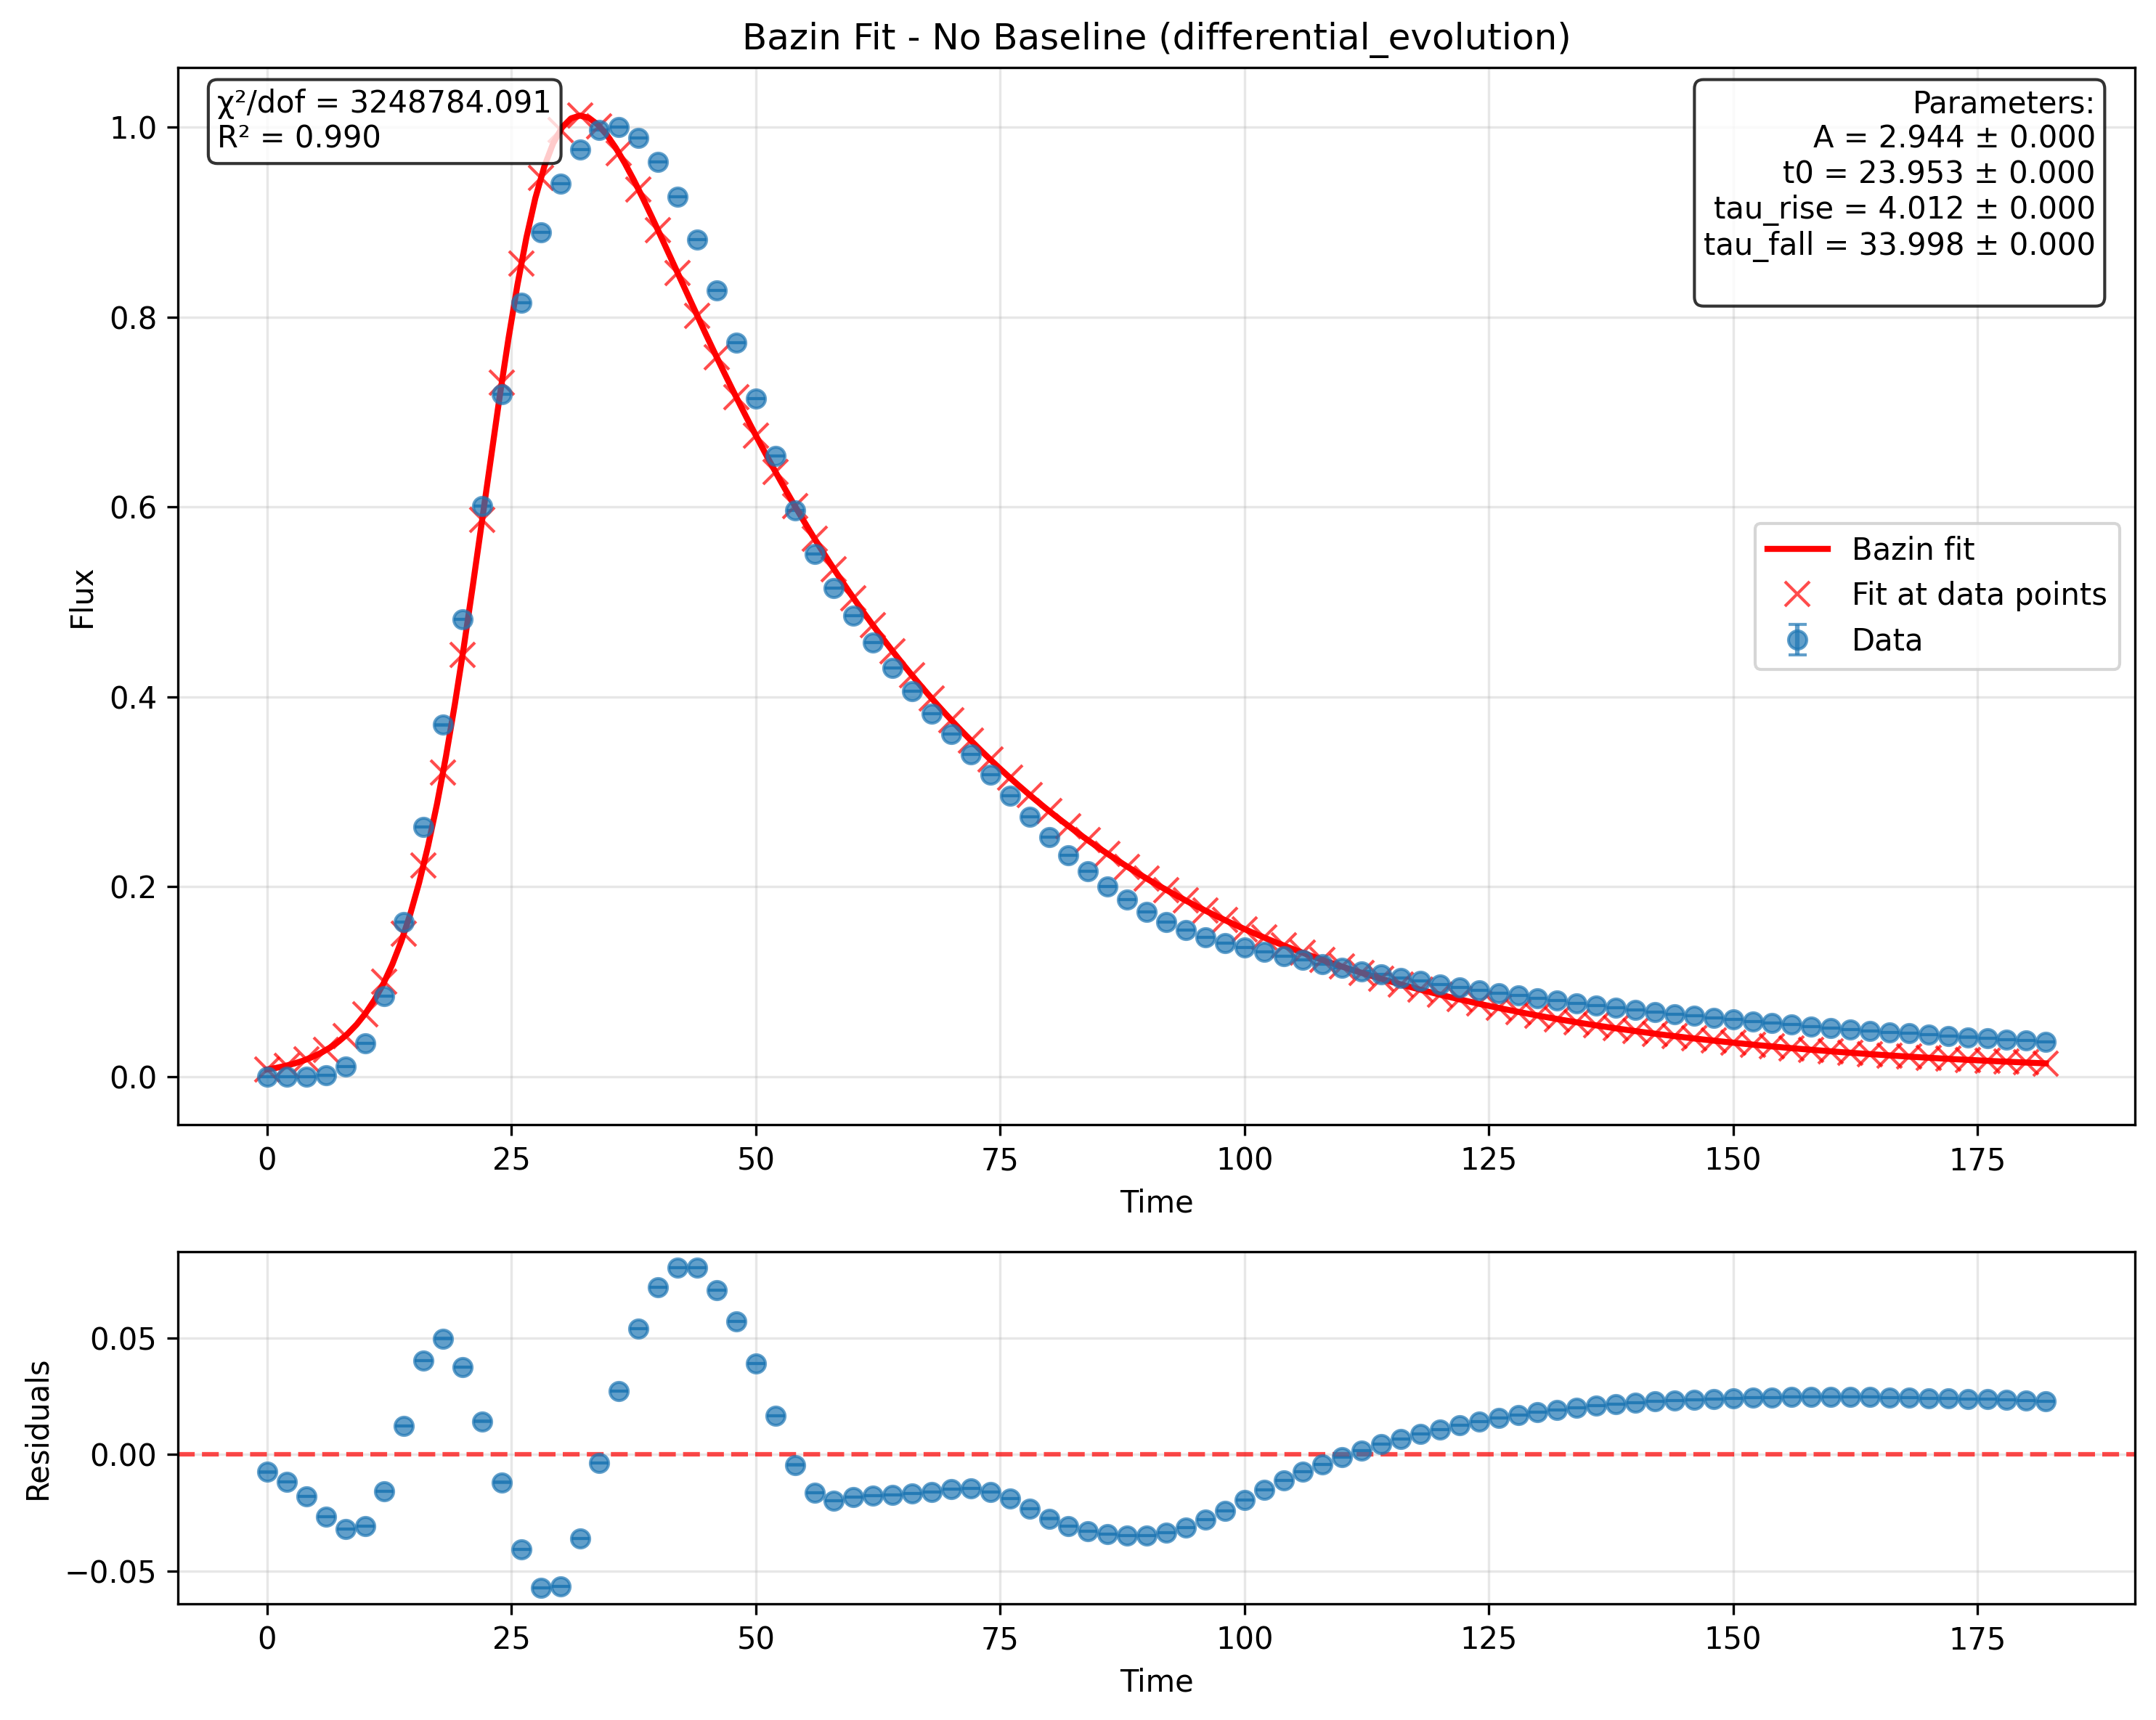 Bazin Fit - No Baseline (differential_evolution)
χ²/dof = 3248784.091
R² = 0.990
Parameters:
A = 2.944 ± 0.000
t0 = 23.953 ± 0.000
tau_rise = 4.012 ± 0.000
tau_fall = 33.998 ± 0.000
Flux
1.0
0.8
0.6
0.4
0.2
0.0
Bazin fit
Fit at data points
Data
0 25 50 75 100 125 150 175
Time
Residuals
0.05
0.00
−0.05
0 25 50 75 100 125 150 175
Time